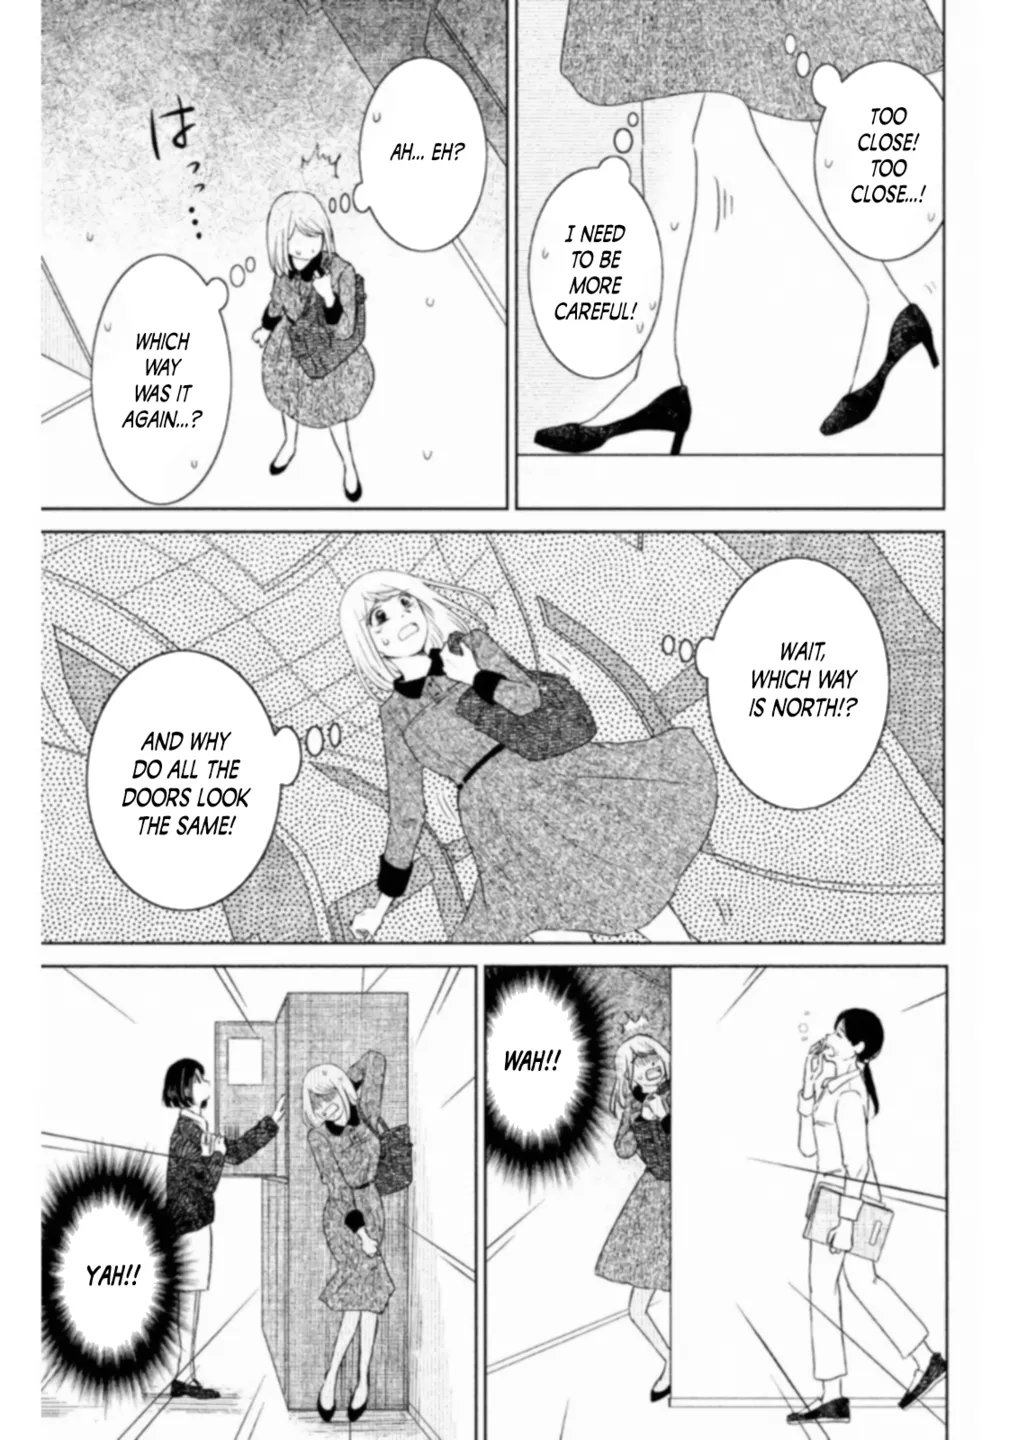 TOO
CLOSE!
TOO
CLOSE...!
I NEED
TO BE
MORE
CAREFUL!
AH... EH?
はっ
っ
…
WHICH
WAY
WAS IT
AGAIN...?
WAIT,
WHICH WAY
IS NORTH!?
AND WHY
DO ALL THE
DOORS LOOK
THE SAME!
WAH!!
YAH!!